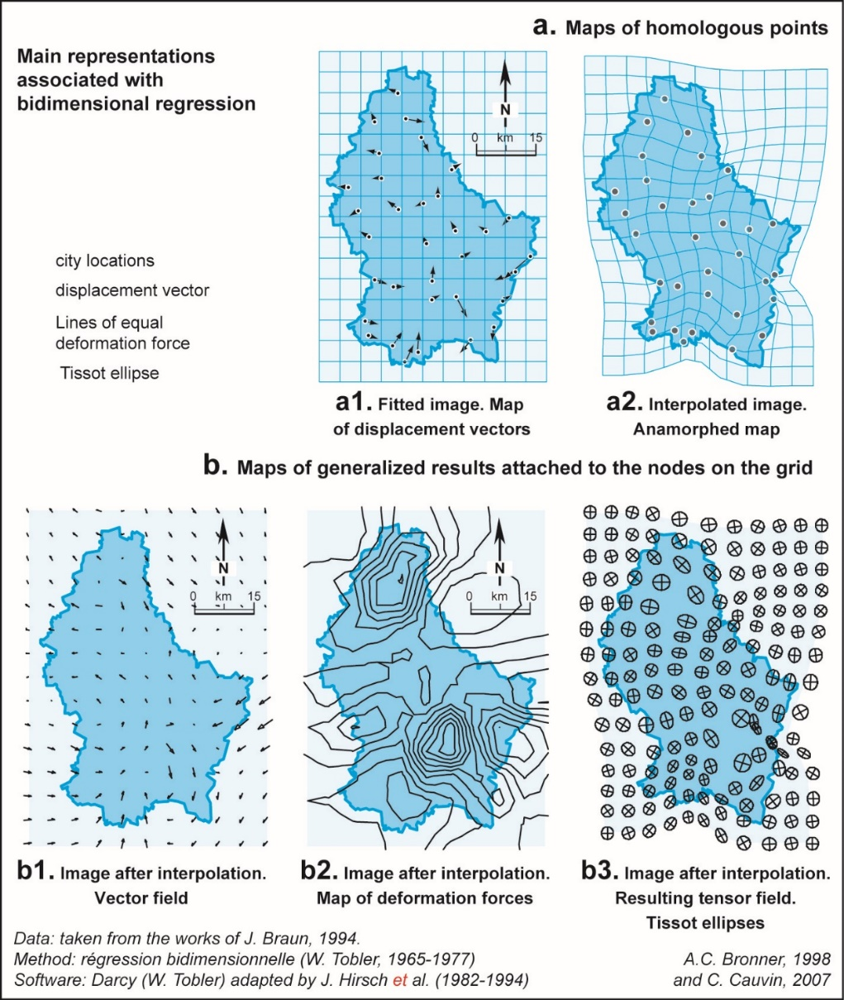 a. Maps of homologous points
Main representations
associated with
bidimensional regression
N
0 km 15
city locations
displacement vector
Lines of equal
deformation force
Tissot ellipse
a1. Fitted image. Map
of displacement vectors
a2. Interpolated image.
Anamorphed map
b. Maps of generalized results attached to the nodes on the grid
N
0 km 15
N
0 km 15
b1. Image after interpolation.
Vector field
b2. Image after interpolation.
Map of deformation forces
b3. Image after interpolation.
Resulting tensor field.
Tissot ellipses
Data: taken from the works of J. Braun, 1994.
Method: régression bidimensionnelle (W. Tobler, 1965-1977)
Software: Darcy (W. Tobler) adapted by J. Hirsch et al. (1982-1994)
A.C. Bronner, 1998
and C. Cauvin, 2007